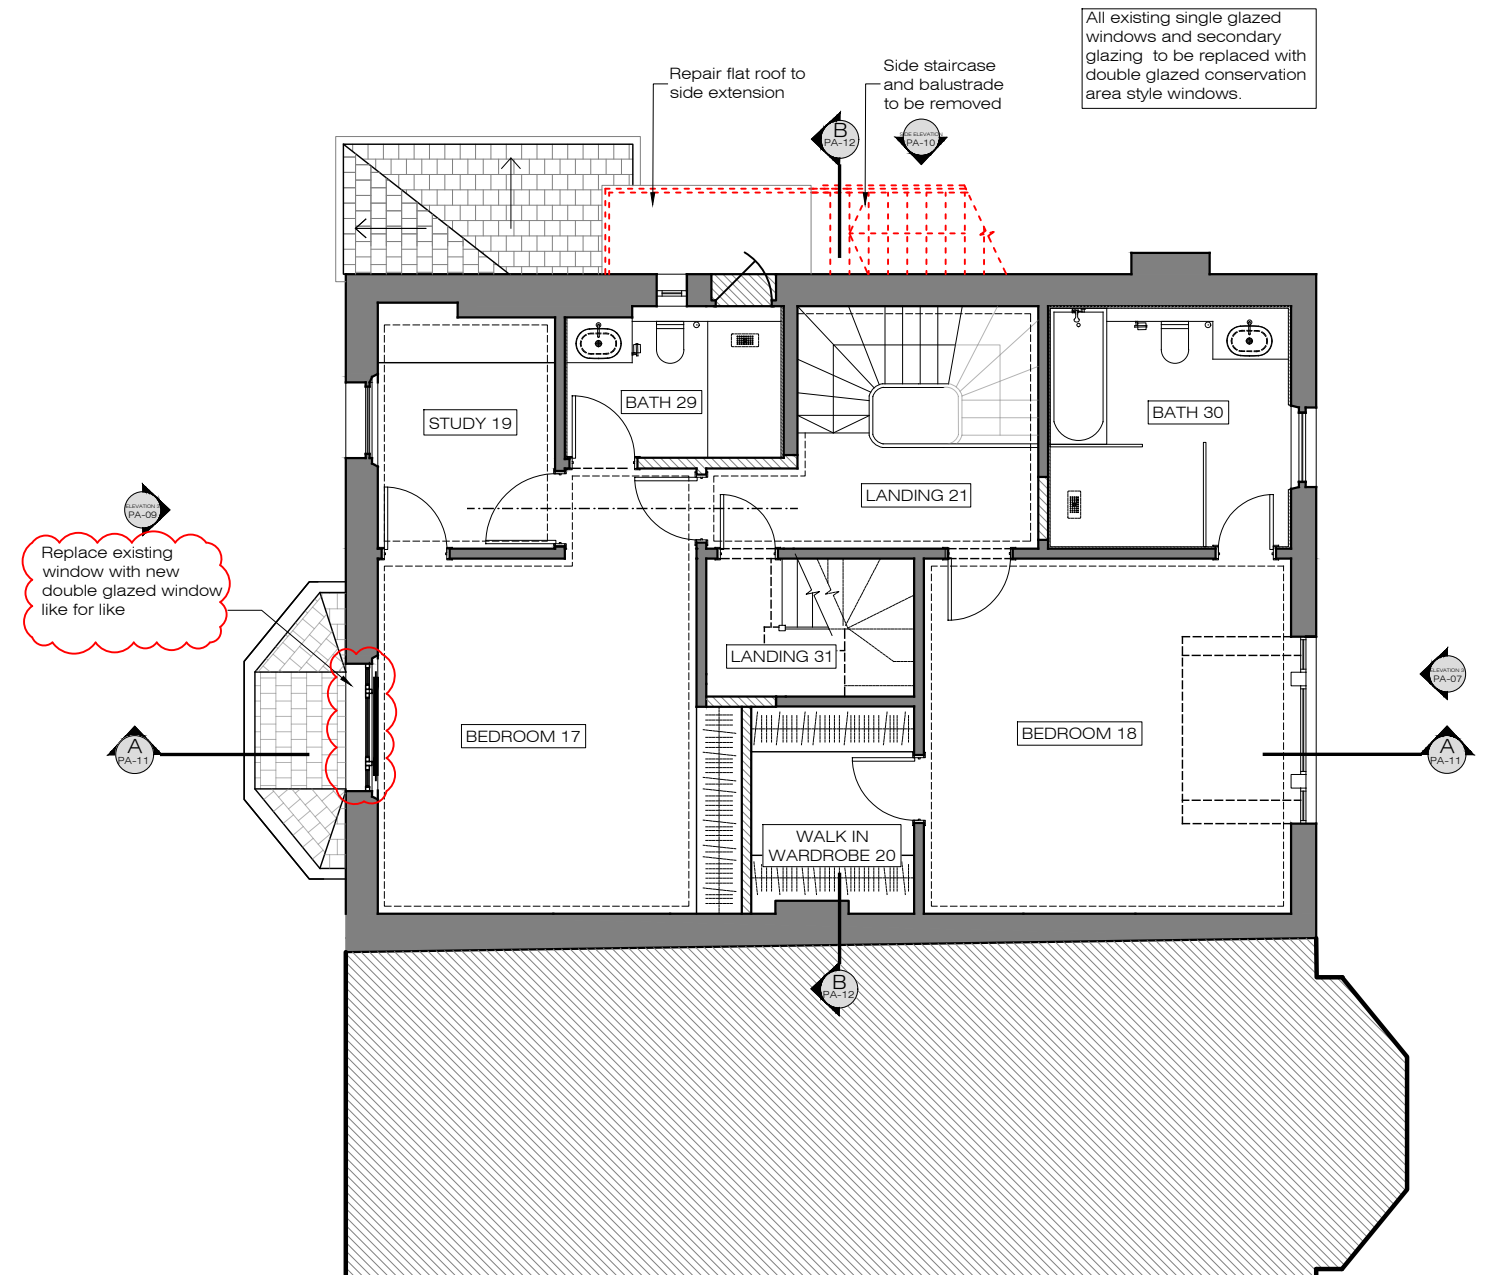 All existing single glazed
windows and secondary
glazing to be replaced with
double glazed conservation
area style windows.
Repair flat roof to
side extension
Side staircase
and balustrade
to be removed
B
PA-12
SIDE ELEVATION
PA-10
STUDY 19
BATH 29
BATH 30
LANDING 21
PA-09
Replace existing
window with new
double glazed window
like for like
LANDING 31
PA-07
BEDROOM 17
BEDROOM 18
A
PA-11
A
PA-11
WALK IN
WARDROBE 20
B
PA-12